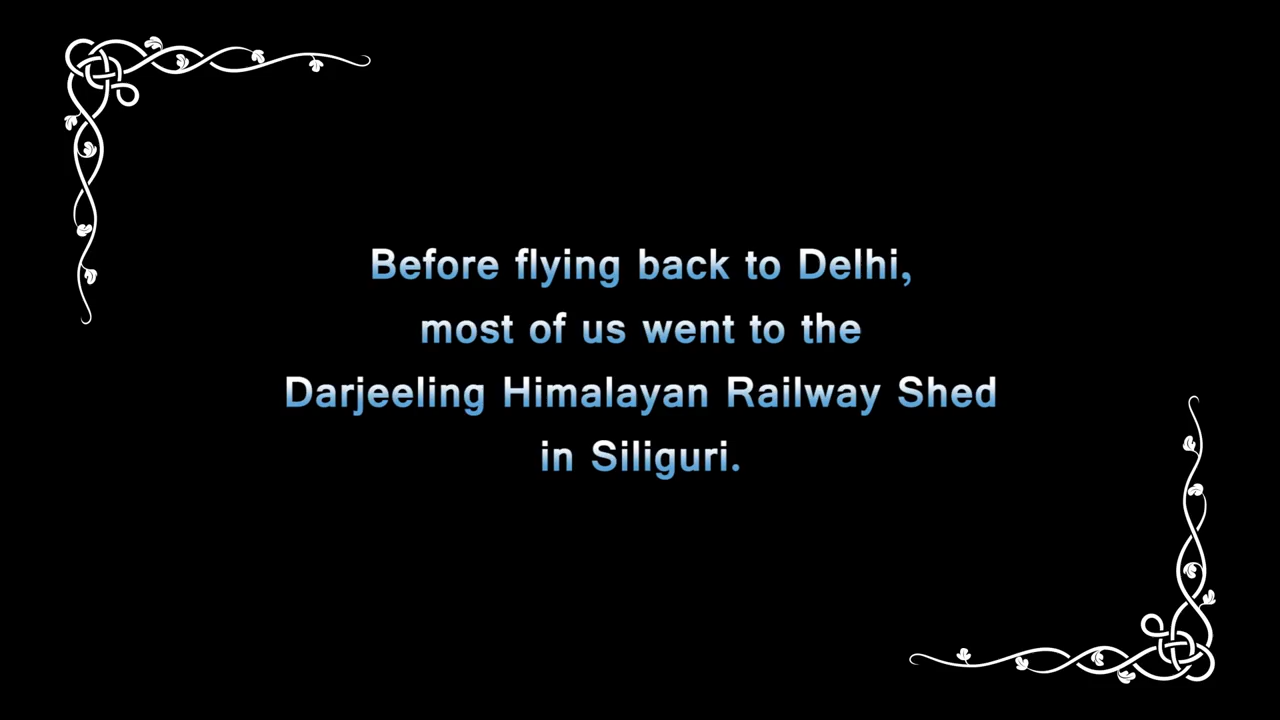 Before flying back to Delhi,
most of us went to the
Darjeeling Himalayan Railway Shed
in Siliguri.